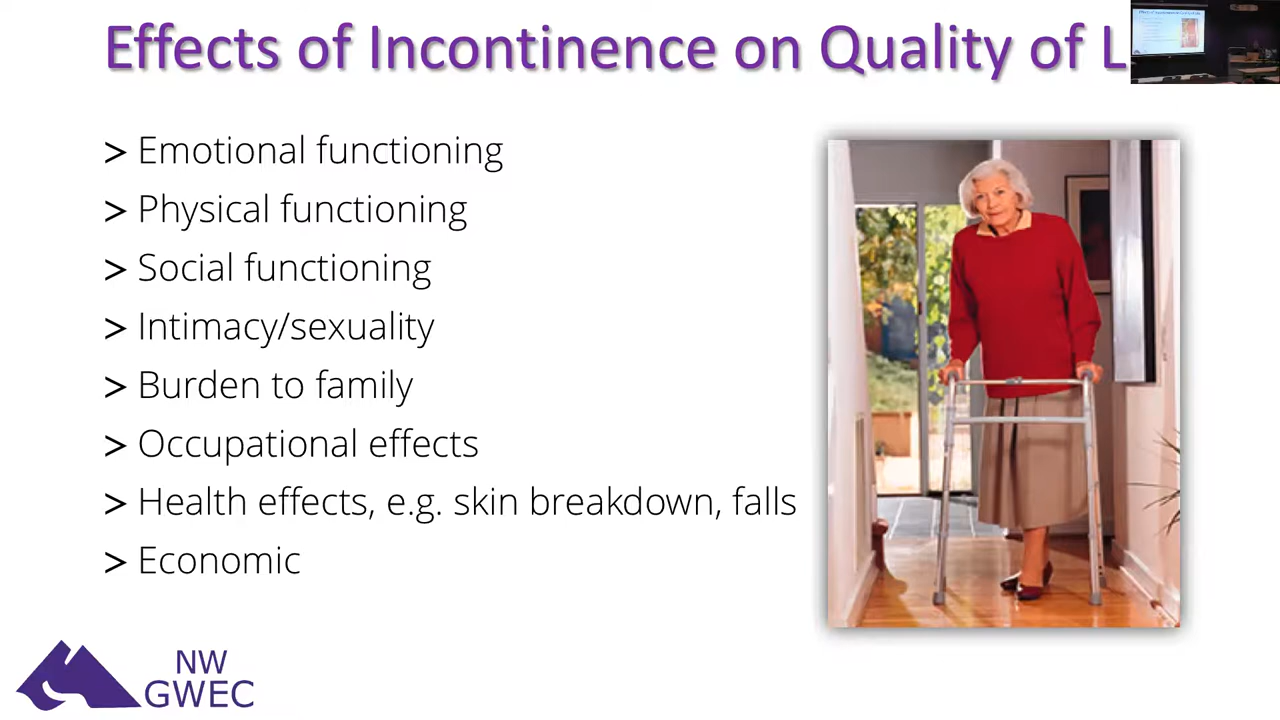 Effects of Incontinence on Quality of L
> Emotional functioning
> Physical functioning
> Social functioning
> Intimacy/sexuality
> Burden to family
> Occupational effects
> Health effects, e.g. skin breakdown, falls
> Economic
NW
GWEC